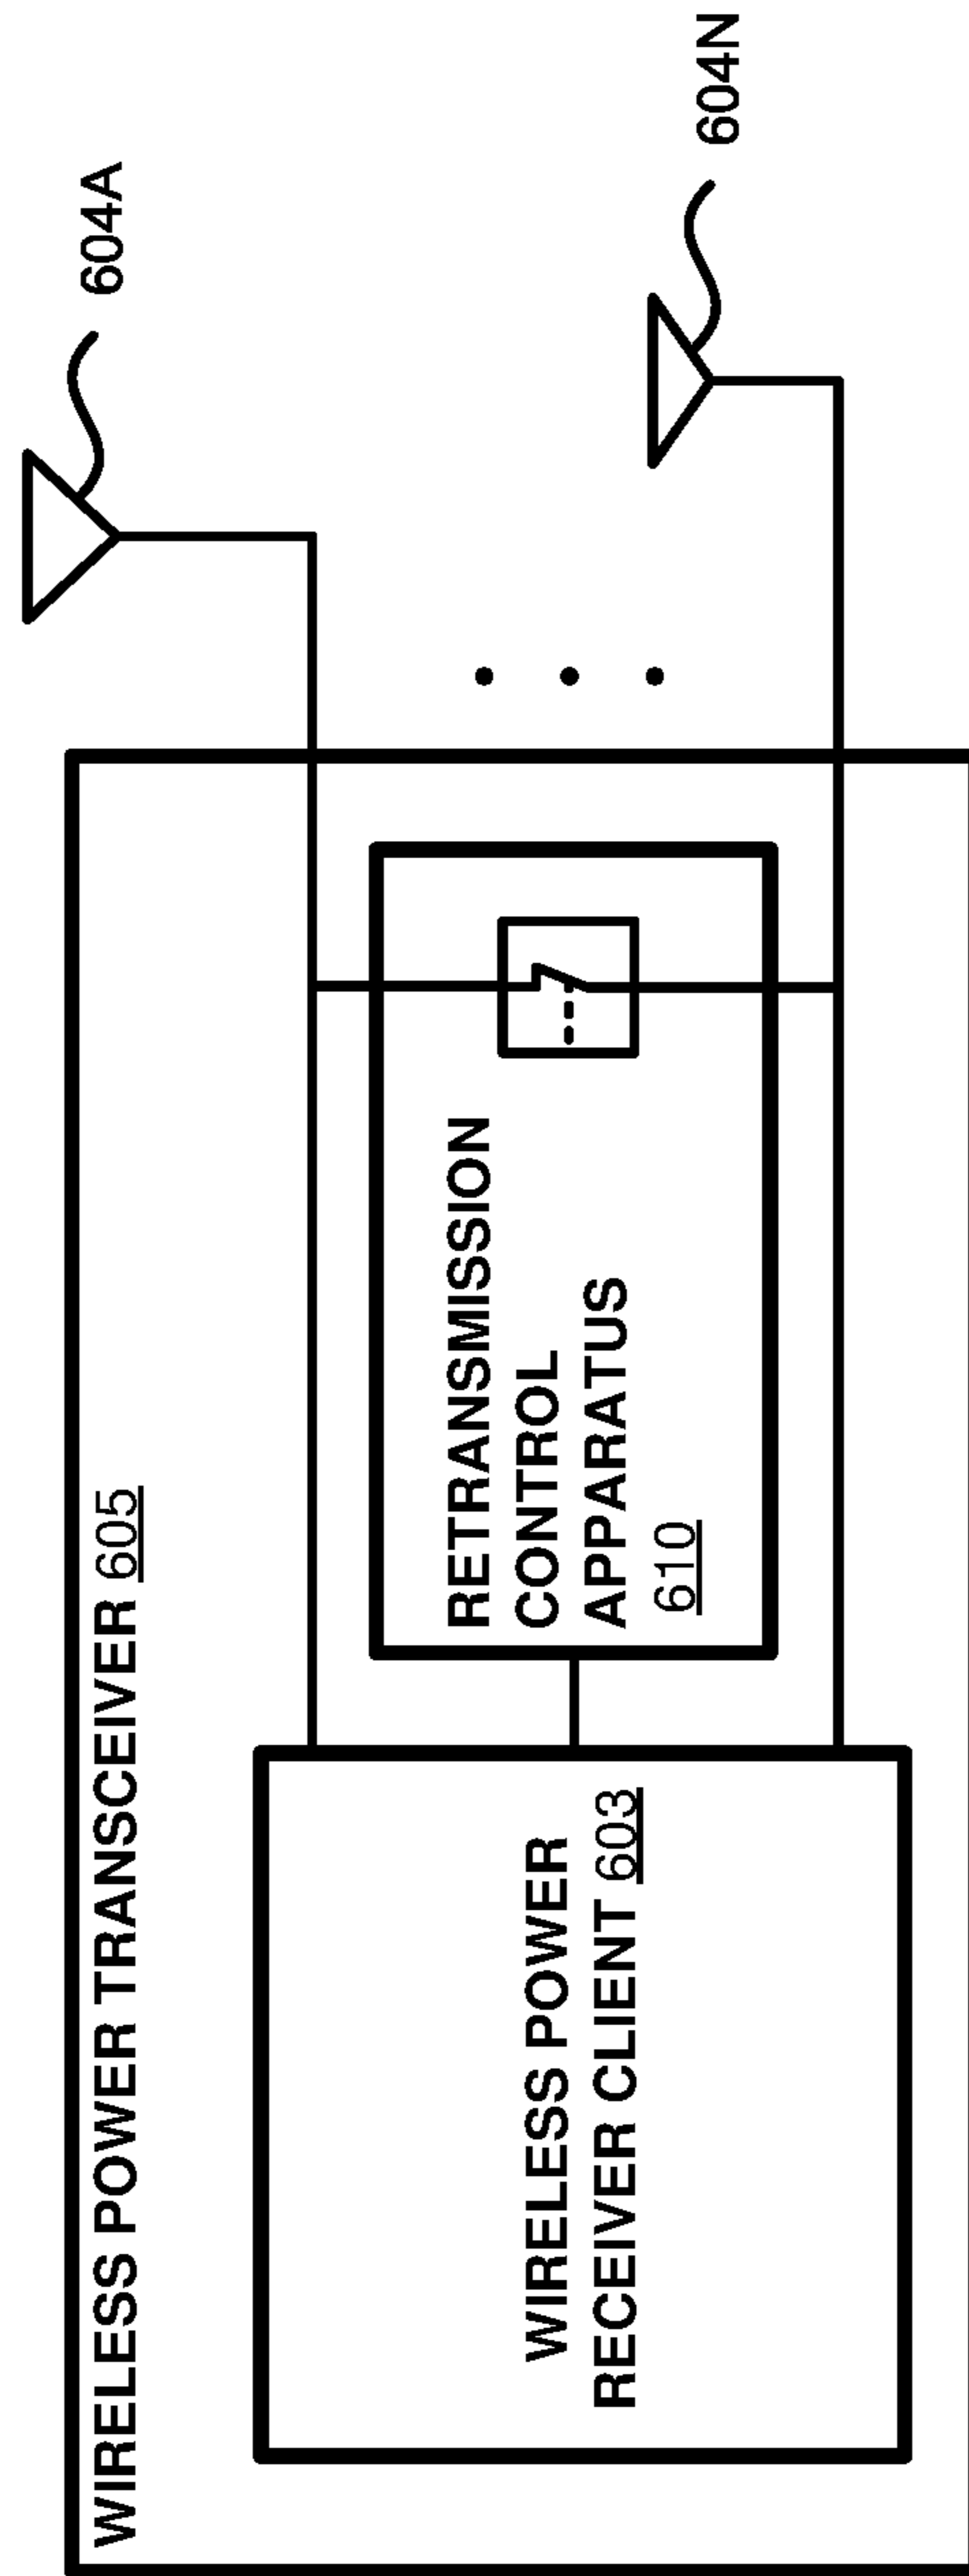 WIRELESS POWER TRANSCEIVER 605
WIRELESS POWER
RECEIVER CLIENT 603
RETRANSMISSION
CONTROL
APPARATUS
610
604A
604N